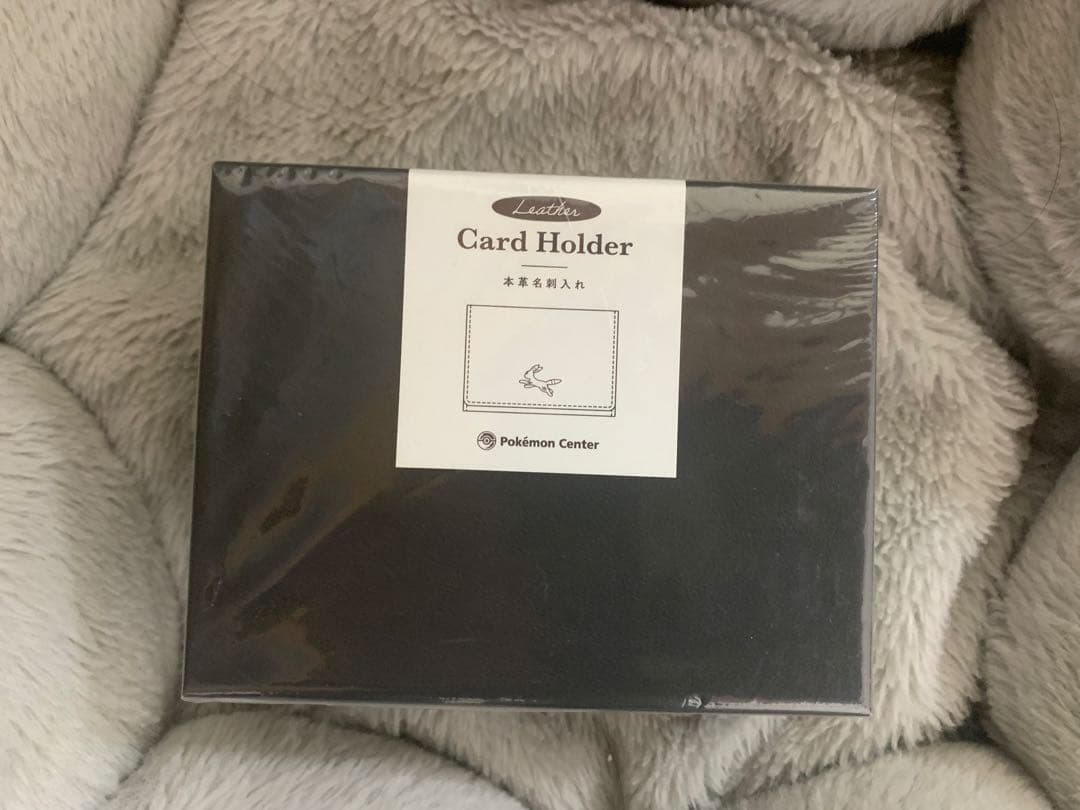 Leather
Card Holder
本革名刺入れ
Pokémon Center